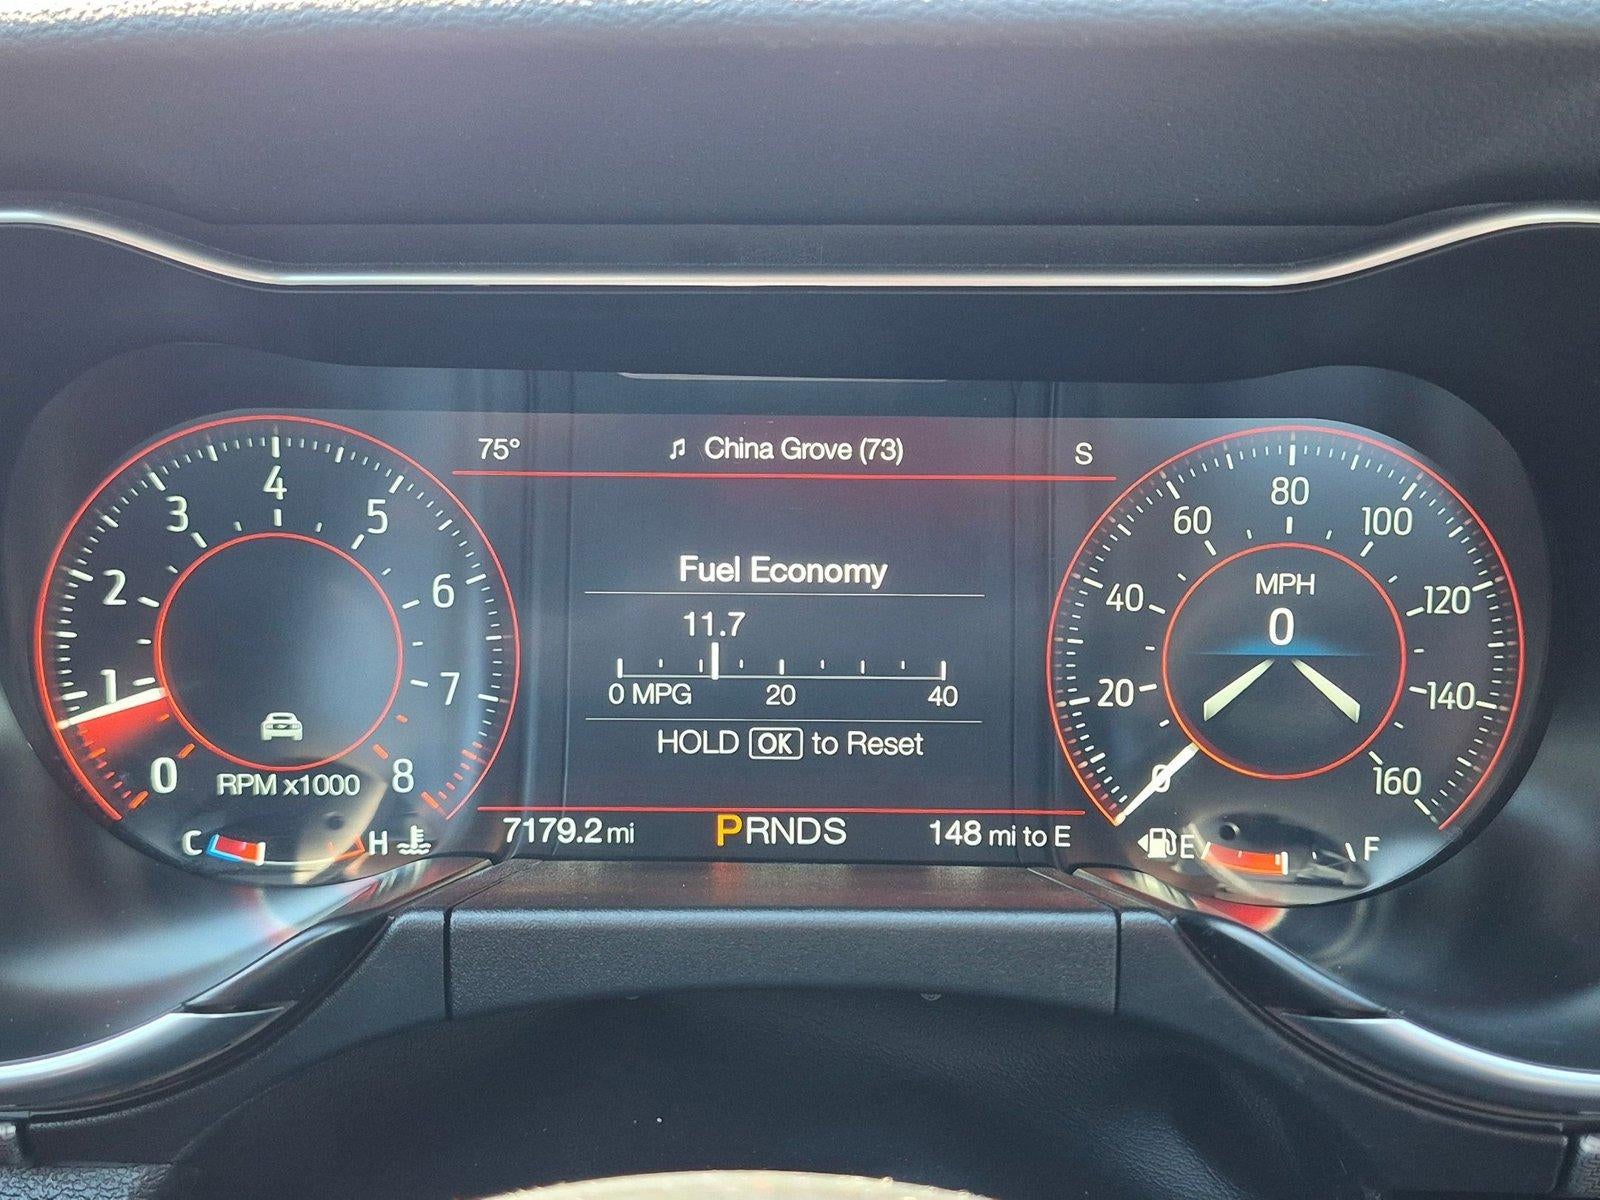 75° ♫ China Grove (73) S
4
3 5
2 6
1 7
0 8
RPM x1000
C H
Fuel Economy
11.7
0 MPG 20 40
HOLD OK to Reset
7179.2 mi PRNDS 148 mi to E
80
60 100
40 120
20 140
0 160
MPH
0
E F